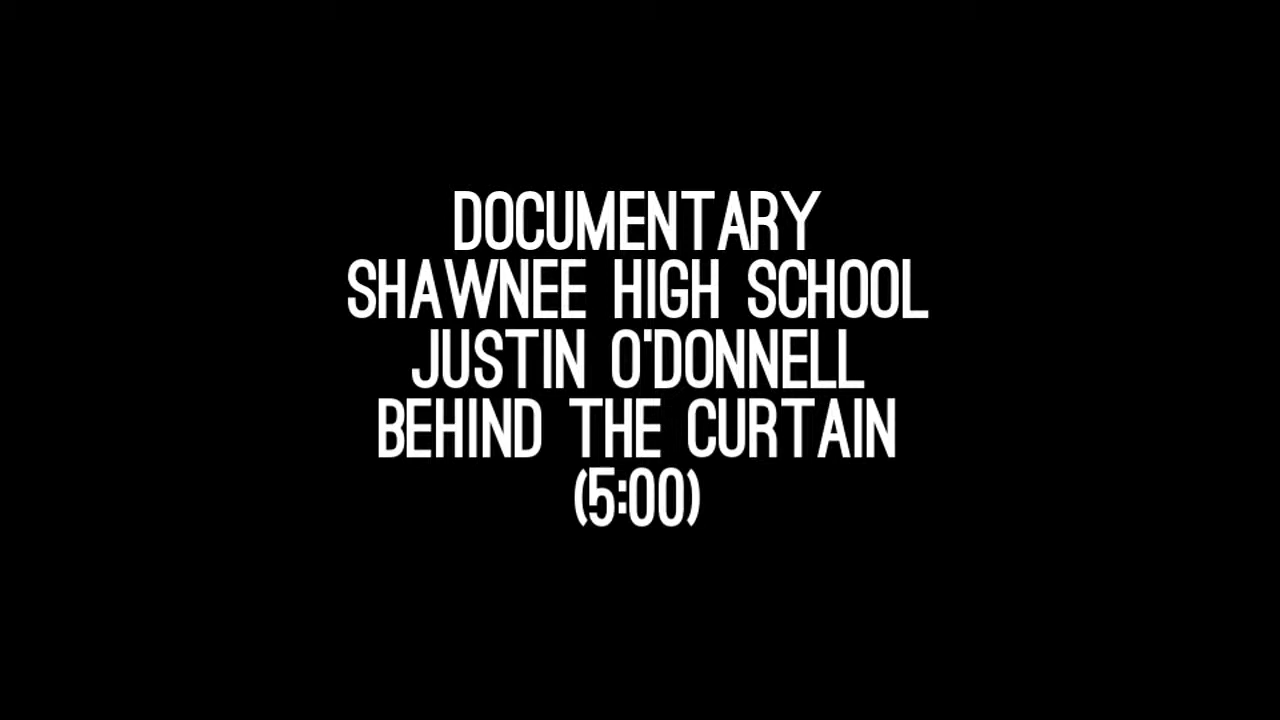 DOCUMENTARY
SHAWNEE HIGH SCHOOL
JUSTIN O'DONNELL
BEHIND THE CURTAIN
(5:00)